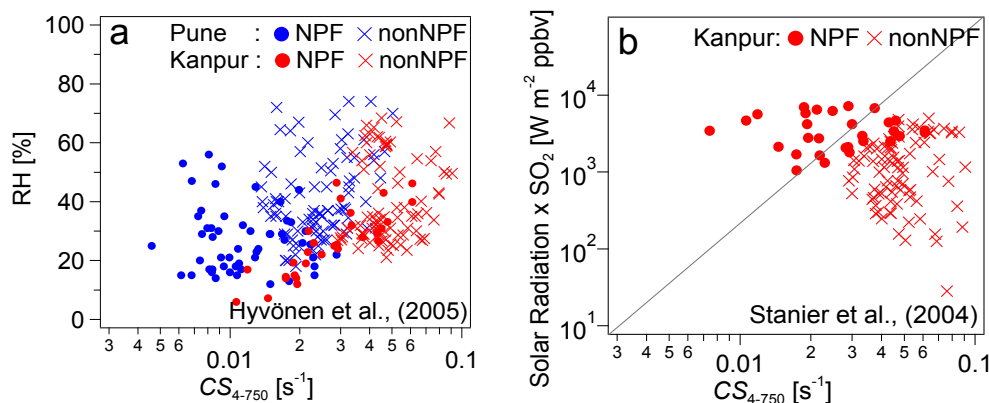 a
Pune : ● NPF × nonNPF
Kanpur : ● NPF × nonNPF
RH [%]
100
80
60
40
20
0
Hyvönen et al., (2005)
3 4 5 6 0.01 2 3 4 5 6 0.1
CS4-750 [s-1]
b
Kanpur: ● NPF × nonNPF
Solar Radiation x SO2 [W m-2 ppbv]
10^4
10^3
10^2
10^1
Stanier et al., (2004)
3 4 5 6 0.01 2 3 4 5 6 0.1
CS4-750 [s-1]